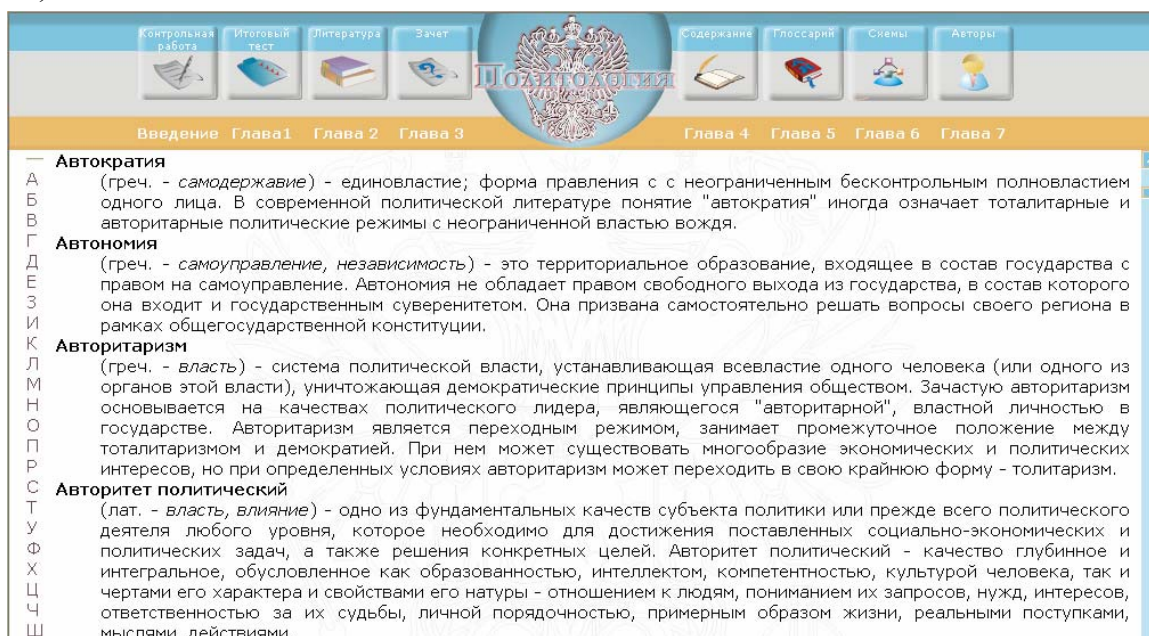 Контрольная работа
Итоговый тест
Литература
Зачет
Политология
Содержание
Глоссарий
Схемы
Авторы
Введение Глава1 Глава 2 Глава 3
Глава 4 Глава 5 Глава 6 Глава 7
А
Б
В
Г
Д
Е
З
И
К
Л
М
Н
О
П
Р
С
Т
У
Ф
Х
Ц
Ч
Ш
Автократия
(греч. - самодержавие) - единовластие; форма правления с с неограниченным бесконтрольным полновластием
одного лица. В современной политической литературе понятие "автократия" иногда означает тоталитарные и
авторитарные политические режимы с неограниченной властью вождя.
Автономия
(греч. - самоуправление, независимость) - это территориальное образование, входящее в состав государства с
правом на самоуправление. Автономия не обладает правом свободного выхода из государства, в состав которого
она входит и государственным суверенитетом. Она призвана самостоятельно решать вопросы своего региона в
рамках общегосударственной конституции.
Авторитаризм
(греч. - власть) - система политической власти, устанавливающая всевластие одного человека (или одного из
органов этой власти), уничтожающая демократические принципы управления обществом. Зачастую авторитаризм
основывается на качествах политического лидера, являющегося "авторитарной", властной личностью в
государстве. Авторитаризм является переходным режимом, занимает промежуточное положение между
тоталитаризмом и демократией. При нем может существовать многообразие экономических и политических
интересов, но при определенных условиях авторитаризм может переходить в свою крайнюю форму - толитаризм.
Авторитет политический
(лат. - власть, влияние) - одно из фундаментальных качеств субъекта политики или прежде всего политического
деятеля любого уровня, которое необходимо для достижения поставленных социально-экономических и
политических задач, а также решения конкретных целей. Авторитет политический - качество глубинное и
интегральное, обусловленное как образованностью, интеллектом, компетентностью, культурой человека, так и
чертами его характера и свойствами его натуры - отношением к людям, пониманием их запросов, нужд, интересов,
ответственностью за их судьбы, личной порядочностью, примерным образом жизни, реальными поступками,
мыслями, действиями